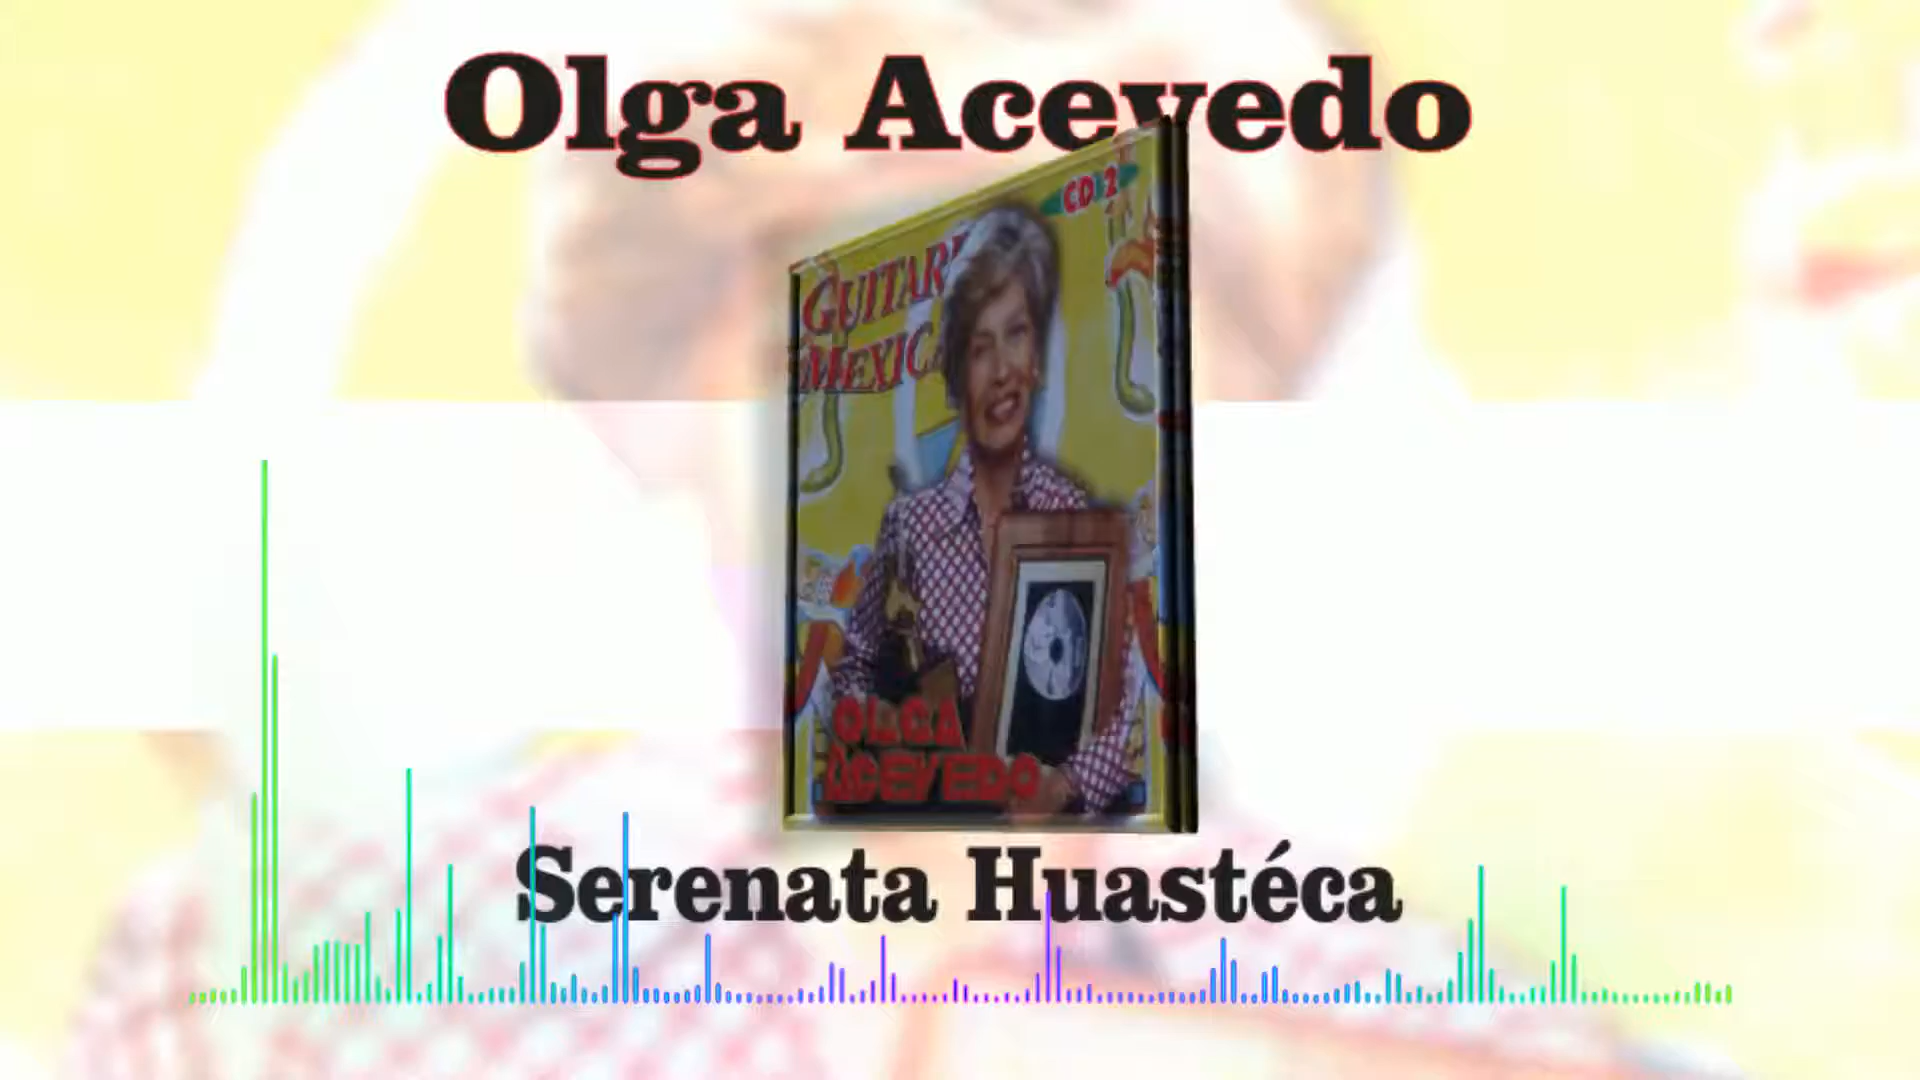 Olga Acevedo
CD 2
OLGA
ACEVEDO
Serenata Huastéca